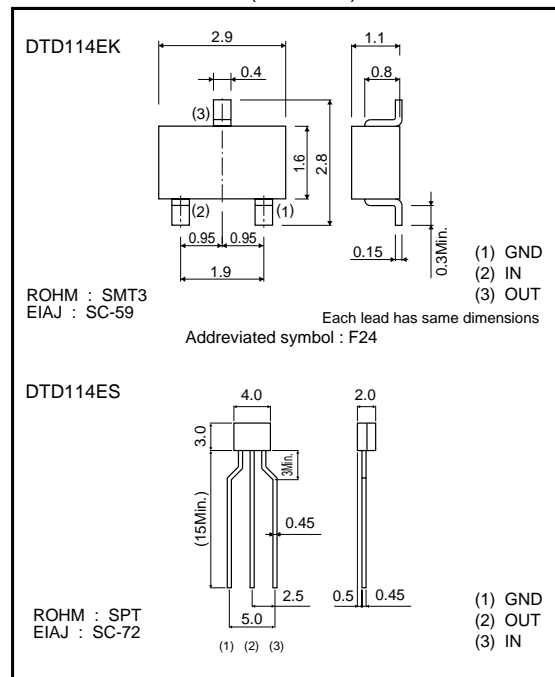 DTD114EK
2.9
1.1
0.4
0.8
(3)
1.6
2.8
(2)
(1)
0.95
0.95
0.15
0.3Min.
1.9
(1) GND
(2) IN
(3) OUT
ROHM : SMT3
EIAJ : SC-59
Each lead has same dimensions
Addreviated symbol : F24
DTD114ES
4.0
2.0
3.0
3Min.
(15Min.)
0.45
2.5
0.5
0.45
5.0
(1) GND
(2) OUT
(3) IN
ROHM : SPT
EIAJ : SC-72
(1) (2) (3)